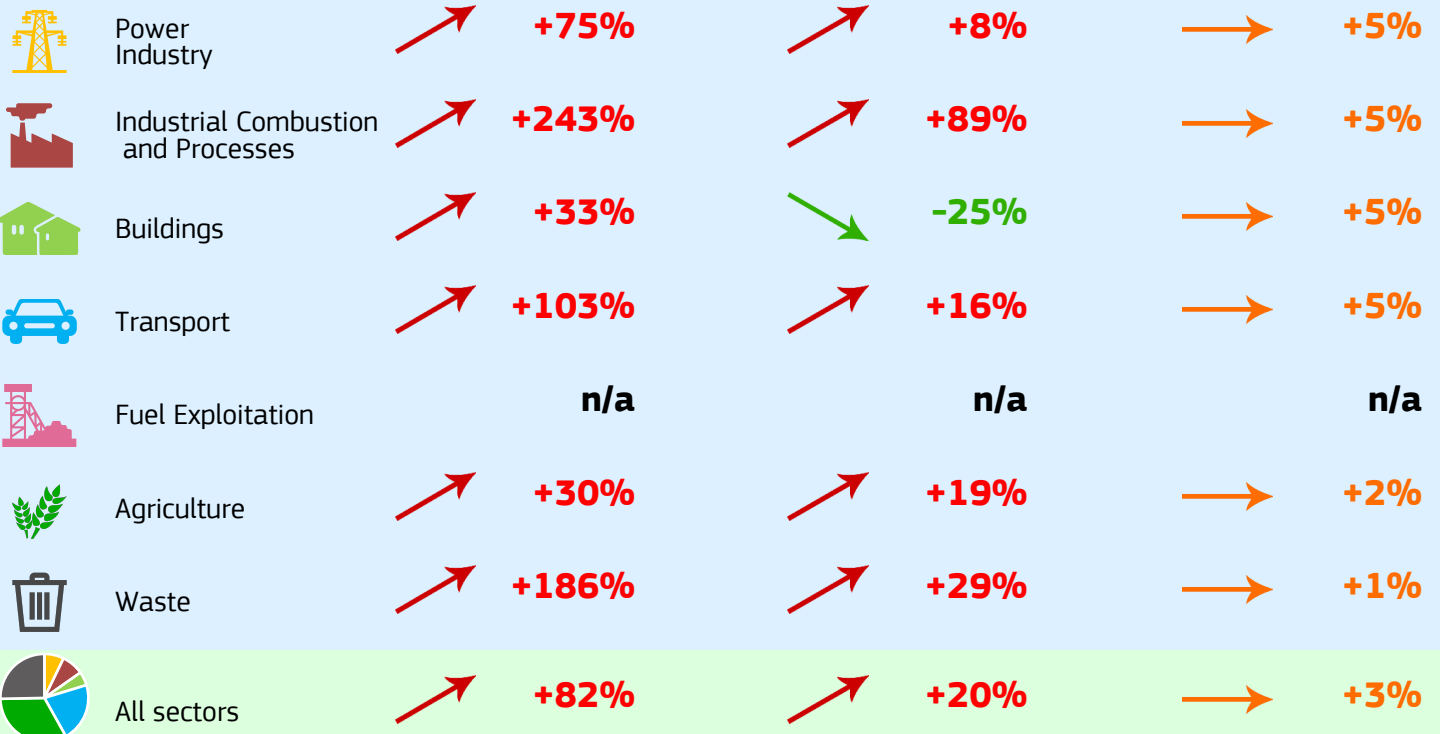 Power
Industry
+75%
+8%
+5%
Industrial Combustion
and Processes
+243%
+89%
+5%
Buildings
+33%
-25%
+5%
Transport
+103%
+16%
+5%
Fuel Exploitation
n/a
n/a
n/a
Agriculture
+30%
+19%
+2%
Waste
+186%
+29%
+1%
All sectors
+82%
+20%
+3%